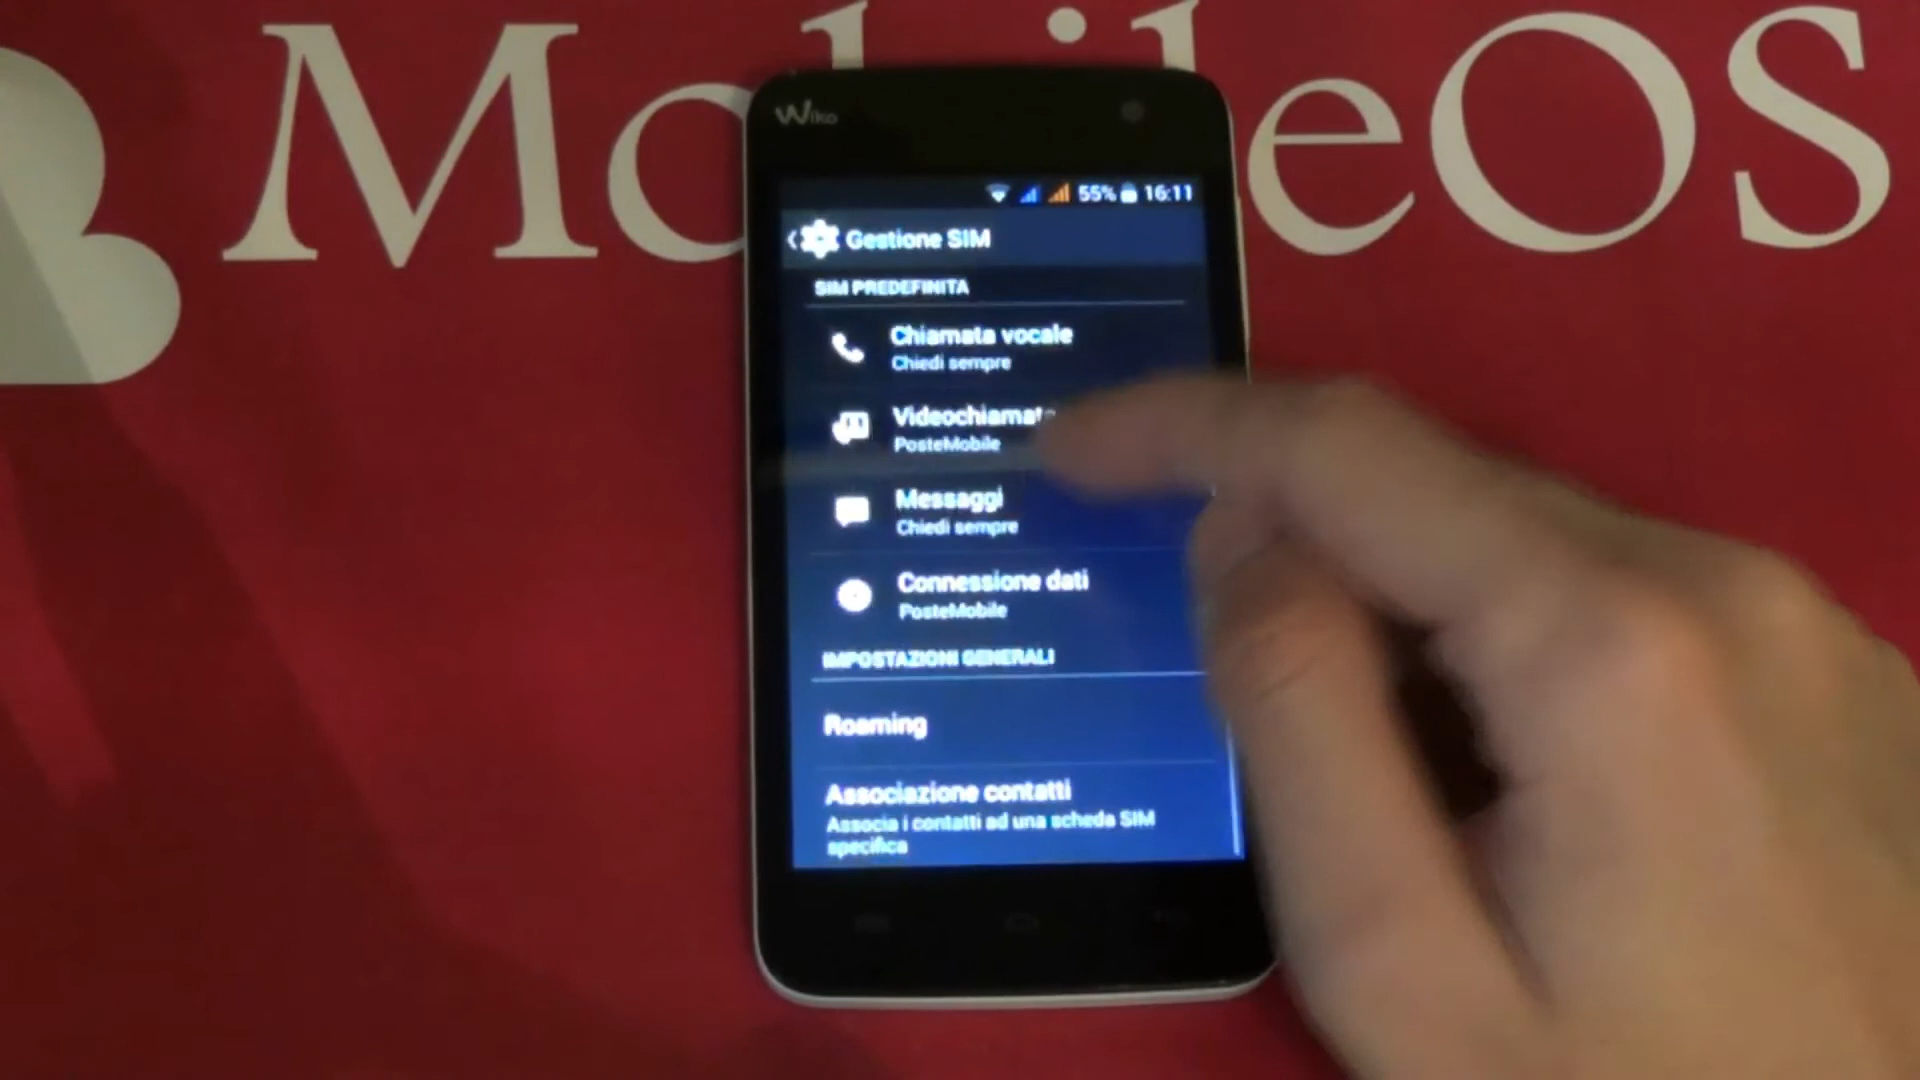 MobileOS
Wiko
55% 16:11
Gestione SIM
SIM PREDEFINITA
Chiamata vocale
Chiedi sempre
Videochiamata
PosteMobile
Messaggi
Chiedi sempre
Connessione dati
PosteMobile
IMPOSTAZIONI GENERALI
Roaming
Associazione contatti
Associa i contatti ad una scheda SIM
specifica